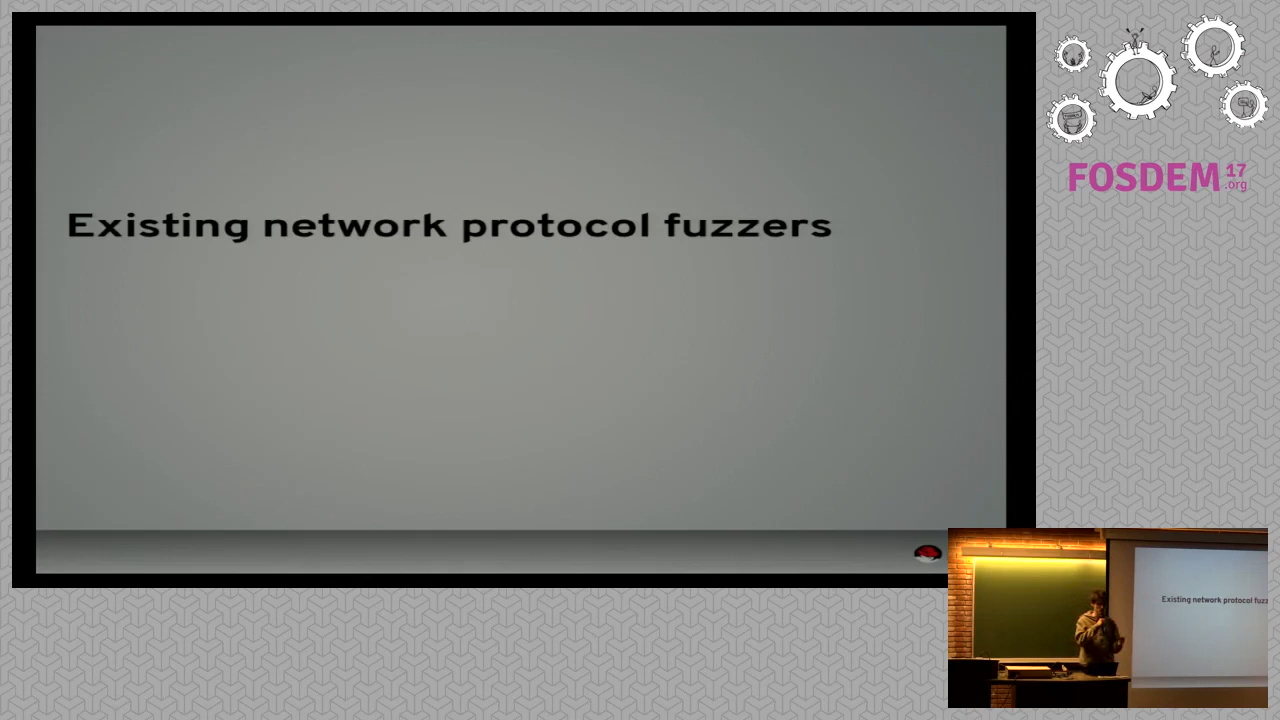 Existing network protocol fuzzers
FOSDEM 17
.org
Existing network protocol fuzz